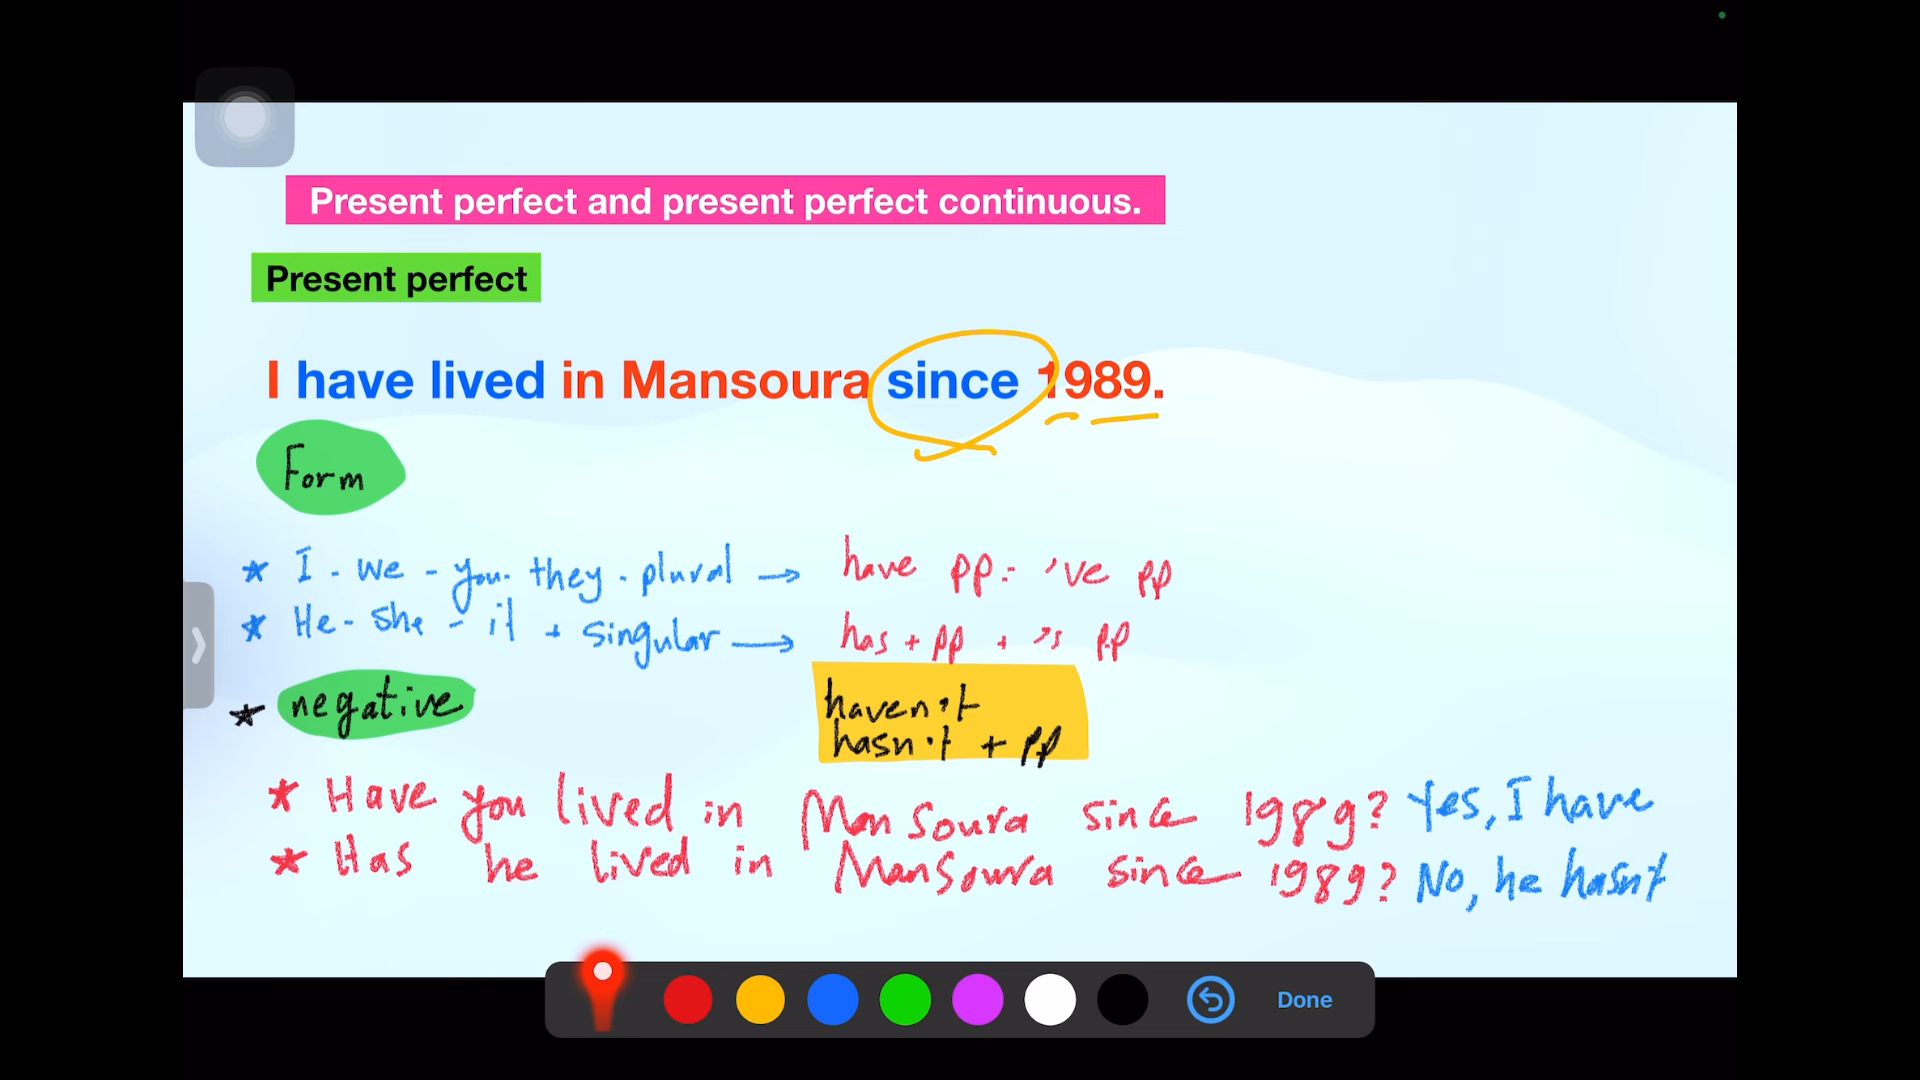 Present perfect and present perfect continuous.
Present perfect
I have lived in Mansoura since 1989.
Form
* I - we - you - they - plural → have pp = 've pp
* He - she - it + singular → has + pp + 's pp
* negative
haven't
hasn't + pp
* Have you lived in Mansoura since 1989? Yes, I have
* Has he lived in Mansoura since 1989? No, he hasn't
Done